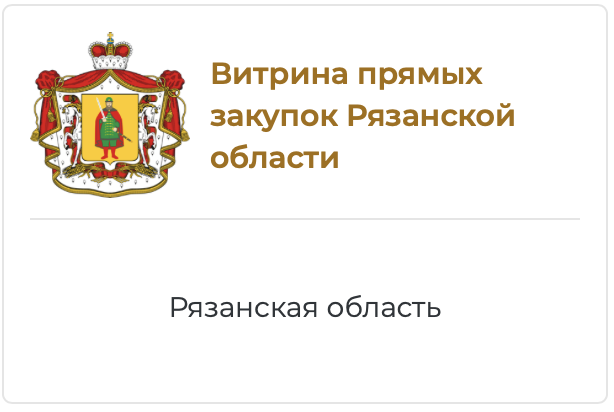 Витрина прямых
закупок Рязанской
области
Рязанская область